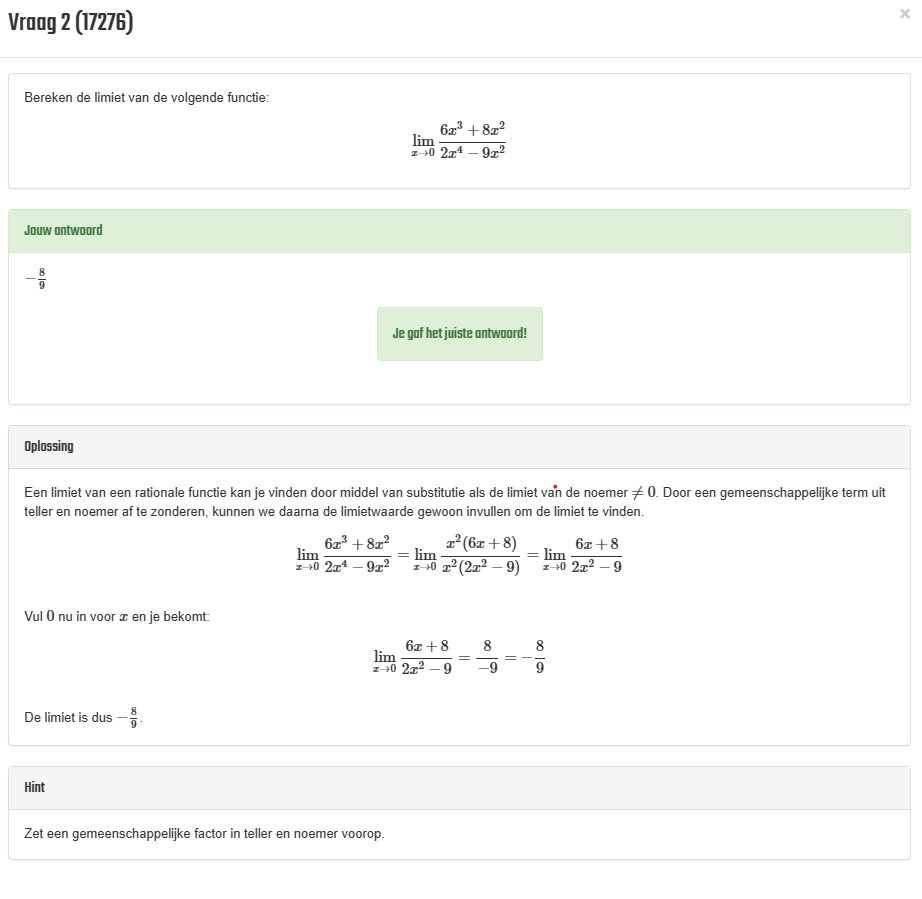 Vraag 2 (17276)
×
Bereken de limiet van de volgende functie:
lim_{x→0} \frac{6x^3 + 8x^2}{2x^4 − 9x^2}
Jouw antwoord
−\frac{8}{9}
Je gaf het juiste antwoord!
Oplossing
Een limiet van een rationale functie kan je vinden door middel van substitutie als de limiet van de noemer ≠ 0. Door een gemeenschappelijke term uit
teller en noemer af te zonderen, kunnen we daarna de limietwaarde gewoon invullen om de limiet te vinden.
lim_{x→0} \frac{6x^3 + 8x^2}{2x^4 − 9x^2} = lim_{x→0} \frac{x^2(6x + 8)}{x^2(2x^2 − 9)} = lim_{x→0} \frac{6x + 8}{2x^2 − 9}
Vul 0 nu in voor x en je bekomt:
lim_{x→0} \frac{6x + 8}{2x^2 − 9} = \frac{8}{−9} = −\frac{8}{9}
De limiet is dus −\frac{8}{9}.
Hint
Zet een gemeenschappelijke factor in teller en noemer voorop.